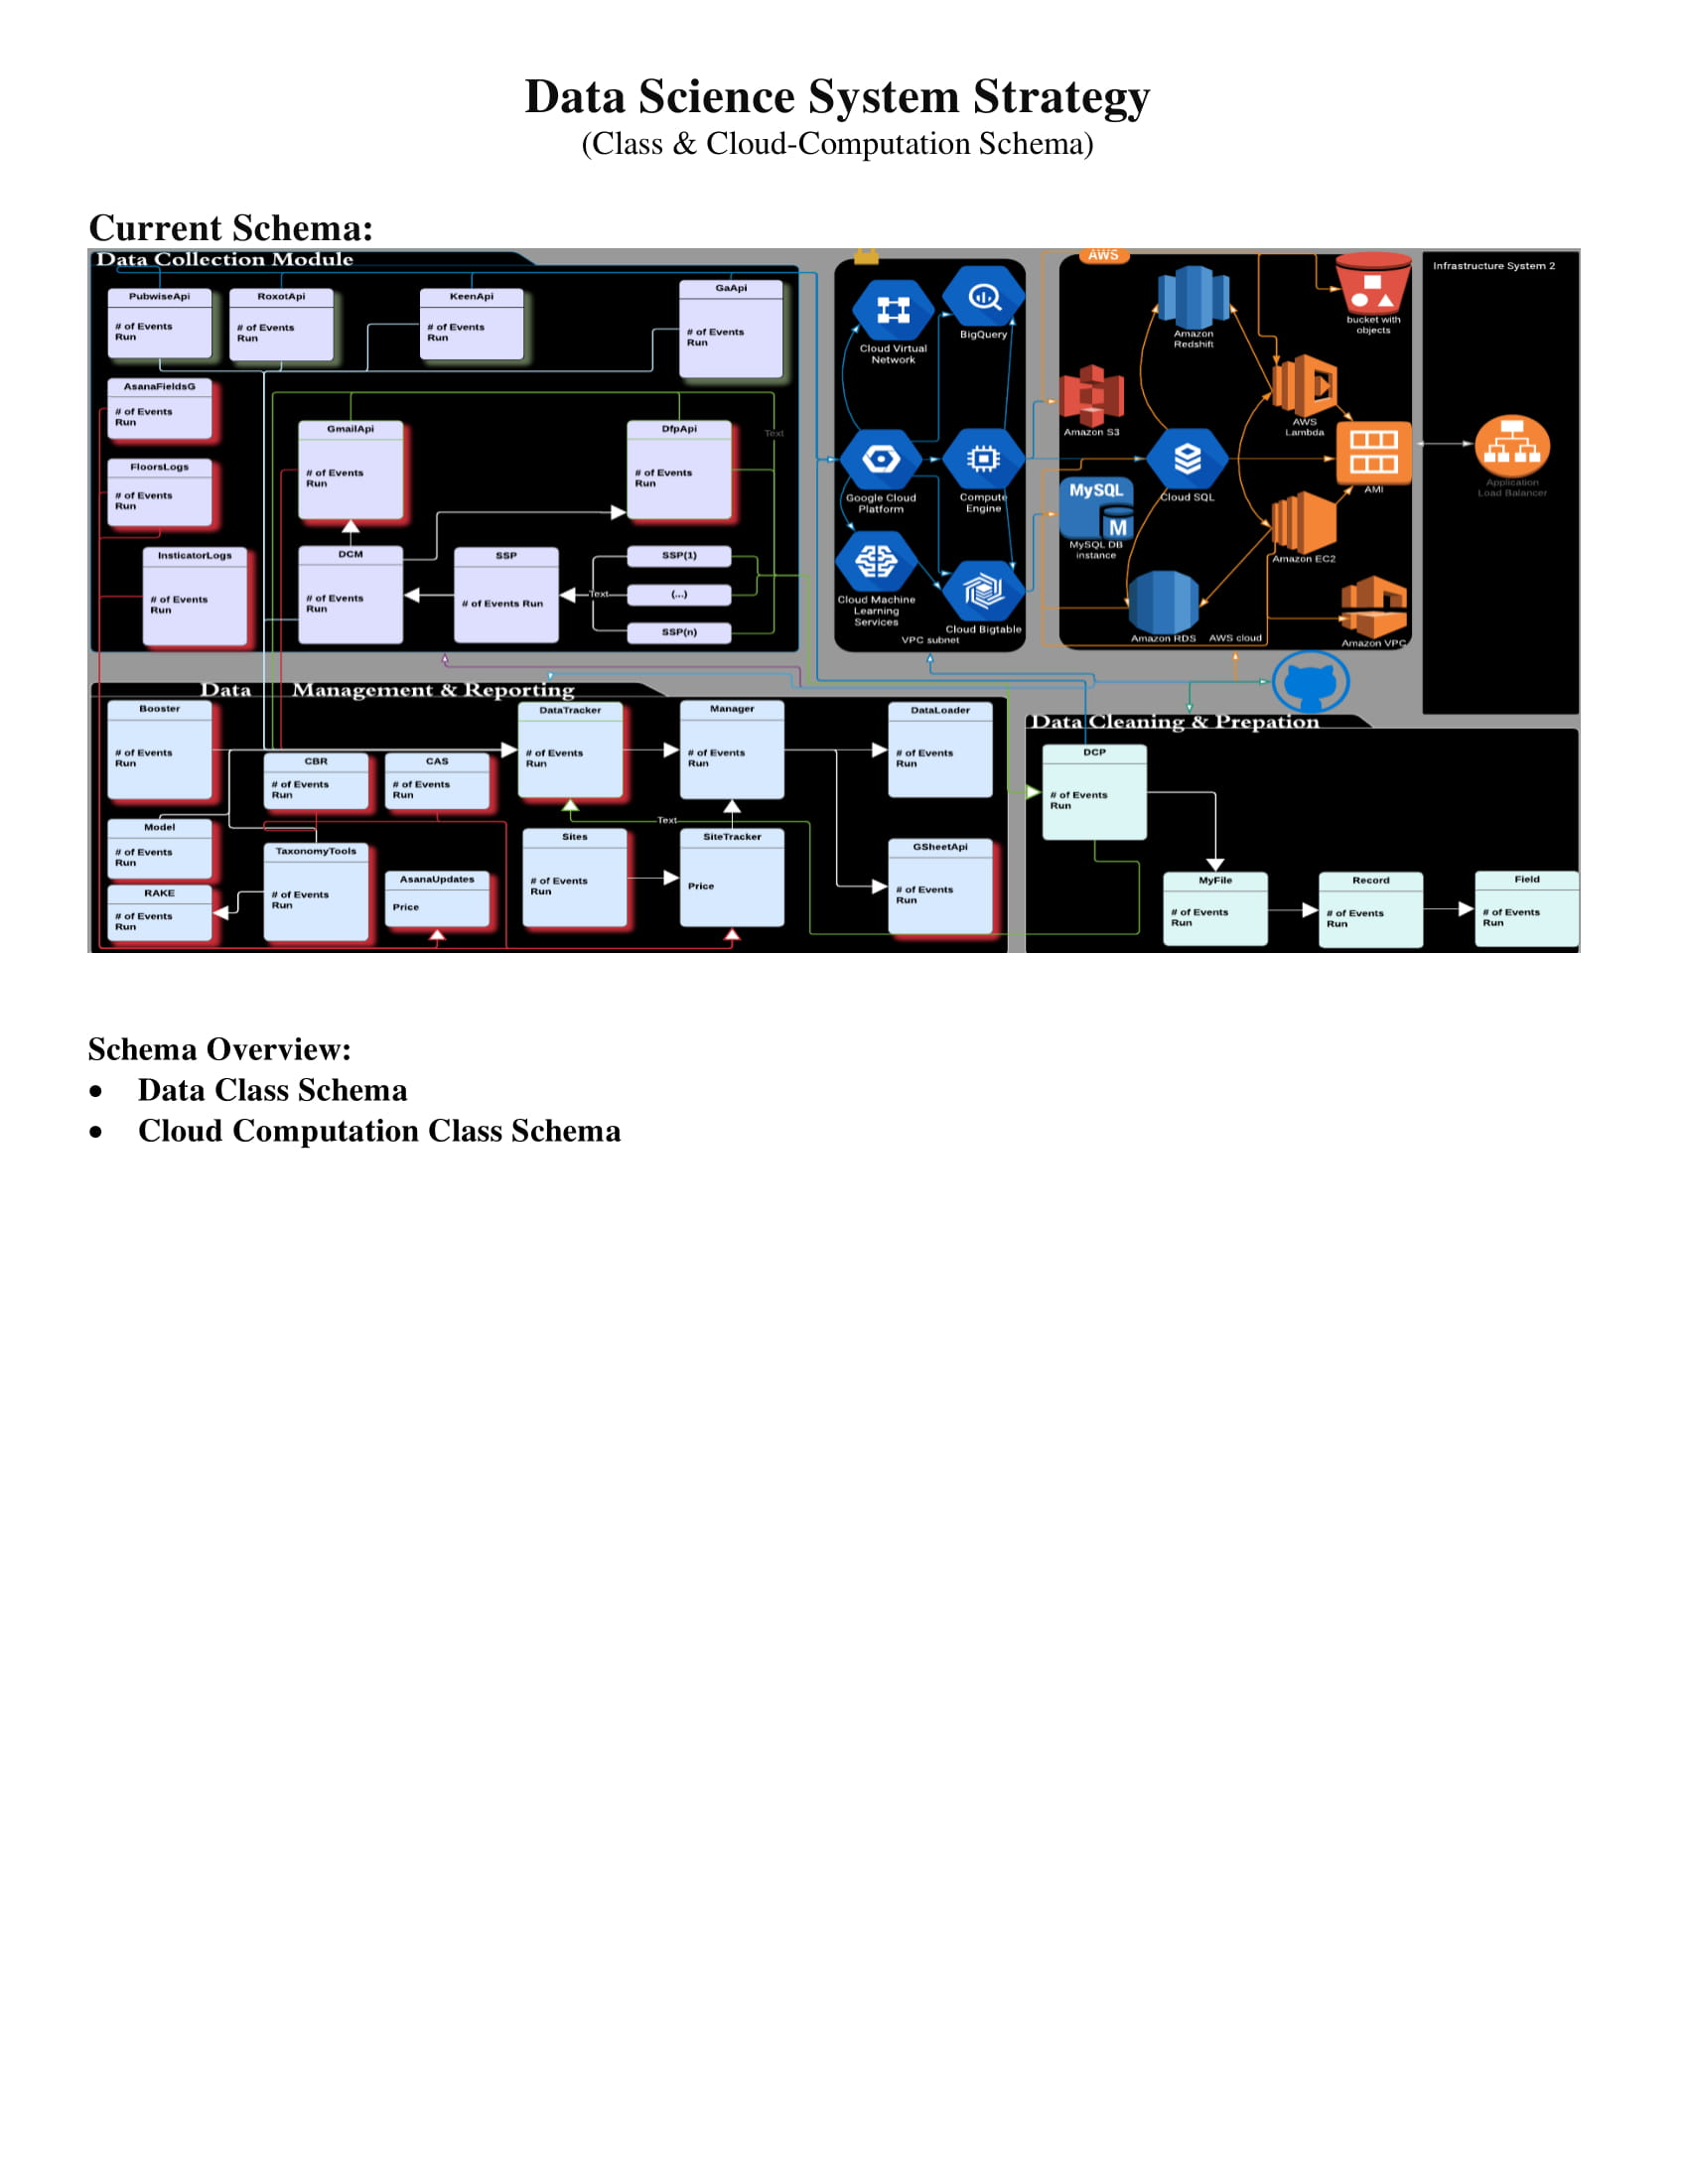 Data Science System Strategy
(Class & Cloud-Computation Schema)
Current Schema:
Data Collection Module
PubwiseApi
# of Events
Run
RoxotApi
# of Events
Run
KeenApi
# of Events
Run
GaApi
# of Events
Run
AsanaFieldsG
# of Events
Run
FloorsLogs
# of Events
Run
InsticatorLogs
# of Events
Run
GmailApi
# of Events
Run
DfpApi
# of Events
Run
Text
DCM
# of Events
Run
SSP
# of Events Run
Text
SSP(1)
(...)
SSP(n)
Cloud Virtual
Network
BigQuery
Google Cloud
Platform
Compute
Engine
Cloud Machine
Learning
Services
Cloud Bigtable
VPC subnet
AWS
Amazon
Redshift
bucket with
objects
Amazon S3
AWS
Lambda
MySQL
M
MySQL DB
instance
Cloud SQL
AMI
Amazon EC2
Amazon RDS
AWS cloud
Amazon VPC
Infrastructure System 2
Application
Load Balancer
Data Management & Reporting
Booster
# of Events
Run
CBR
# of Events
Run
CAS
# of Events
Run
DataTracker
# of Events
Run
Manager
# of Events
Run
DataLoader
# of Events
Run
Model
# of Events
Run
RAKE
# of Events
Run
TaxonomyTools
# of Events
Run
AsanaUpdates
Price
Text
Sites
# of Events
Run
SiteTracker
Price
GSheetApi
# of Events
Run
Data Cleaning & Prepation
DCP
# of Events
Run
MyFile
# of Events
Run
Record
# of Events
Run
Field
# of Events
Run
Schema Overview:
• Data Class Schema
• Cloud Computation Class Schema